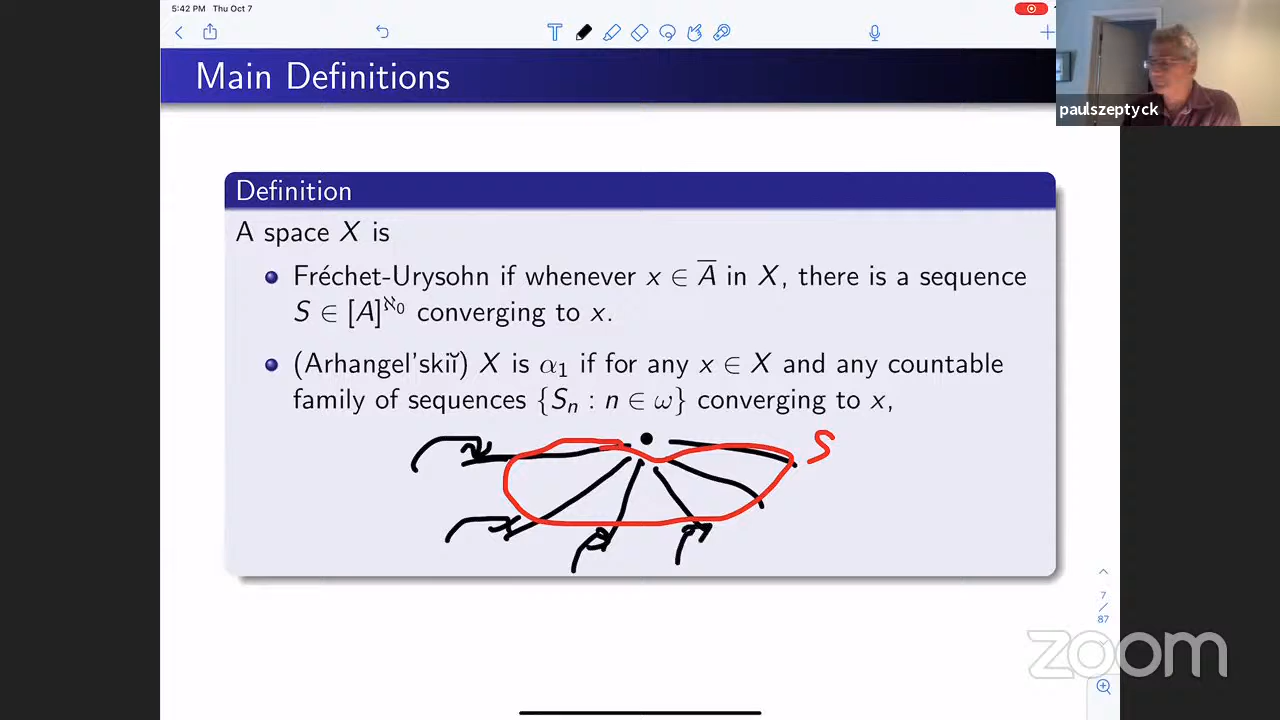 5:42 PM Thu Oct 7
Main Definitions
paulszeptyck
Definition
A space X is
Fréchet-Urysohn if whenever x ∈ A̅ in X, there is a sequence
S ∈ [A]^ℵ₀ converging to x.
(Arhangel'skiĭ) X is α₁ if for any x ∈ X and any countable
family of sequences {Sₙ : n ∈ ω} converging to x,
S
7
/
87
zoom